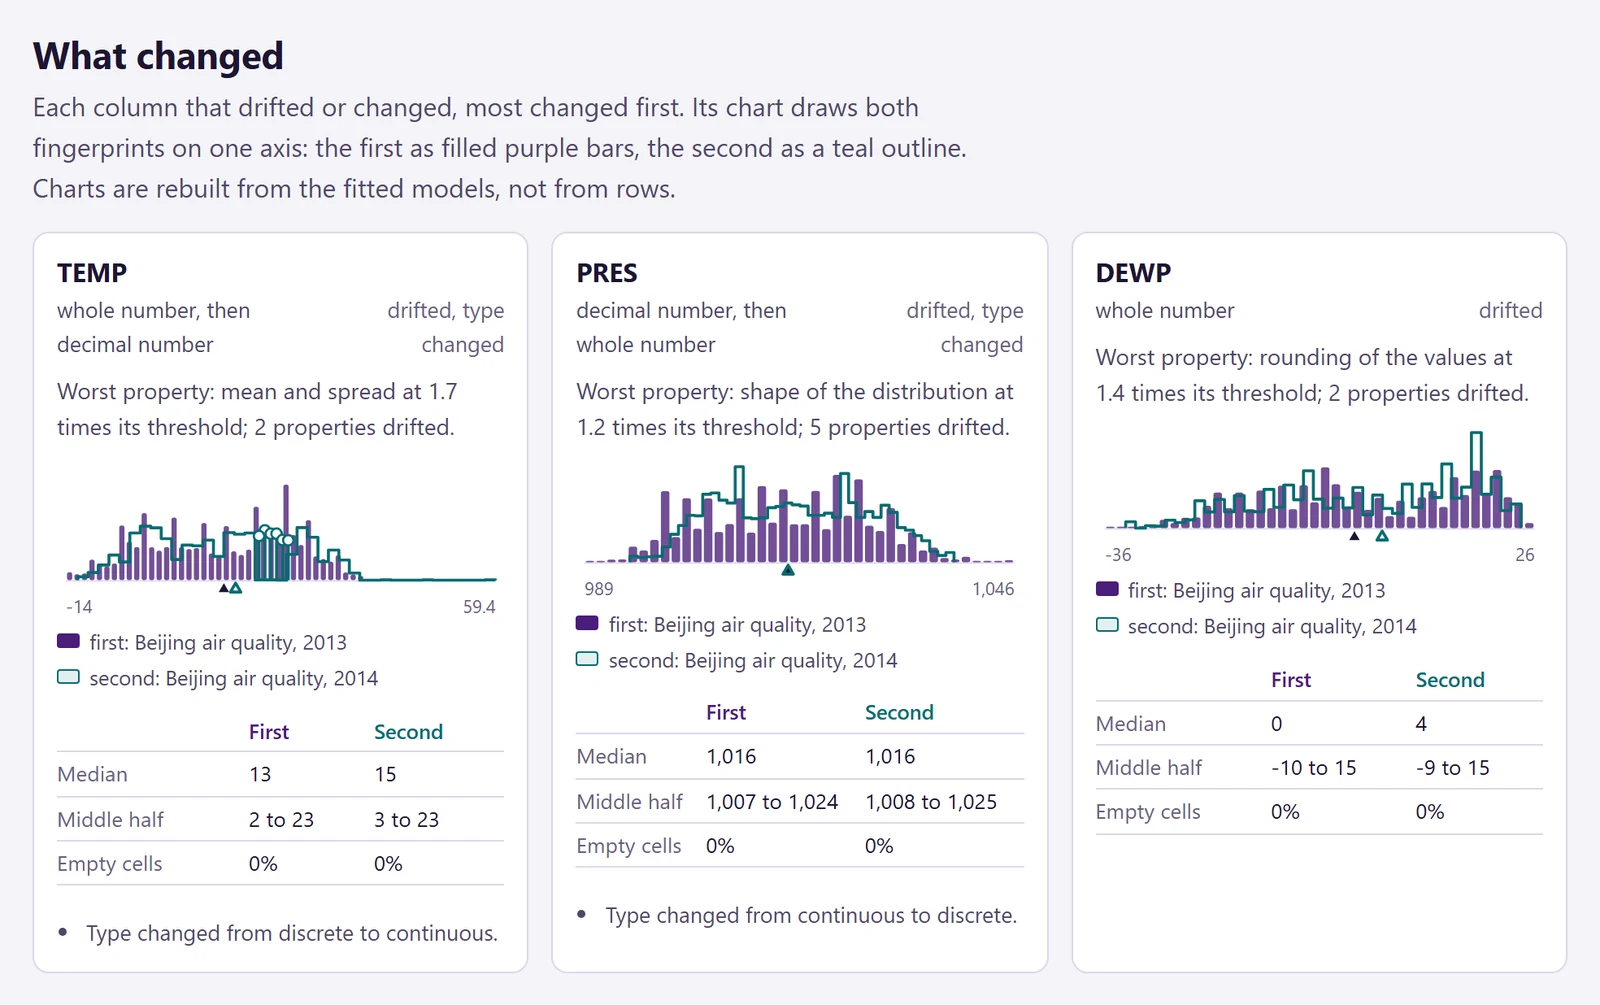 What changed
Each column that drifted or changed, most changed first. Its chart draws both
fingerprints on one axis: the first as filled purple bars, the second as a teal outline.
Charts are rebuilt from the fitted models, not from rows.
TEMP
whole number, then
decimal number
drifted, type
changed
Worst property: mean and spread at 1.7
times its threshold; 2 properties drifted.
-14
59.4
first: Beijing air quality, 2013
second: Beijing air quality, 2014
First Second
Median 13 15
Middle half 2 to 23 3 to 23
Empty cells 0% 0%
• Type changed from discrete to continuous.
PRES
decimal number, then
whole number
drifted, type
changed
Worst property: shape of the distribution at
1.2 times its threshold; 5 properties drifted.
989
1,046
first: Beijing air quality, 2013
second: Beijing air quality, 2014
First Second
Median 1,016 1,016
Middle half 1,007 to 1,024 1,008 to 1,025
Empty cells 0% 0%
• Type changed from continuous to discrete.
DEWP
whole number
drifted
Worst property: rounding of the values at
1.4 times its threshold; 2 properties drifted.
-36
26
first: Beijing air quality, 2013
second: Beijing air quality, 2014
First Second
Median 0 4
Middle half -10 to 15 -9 to 15
Empty cells 0% 0%